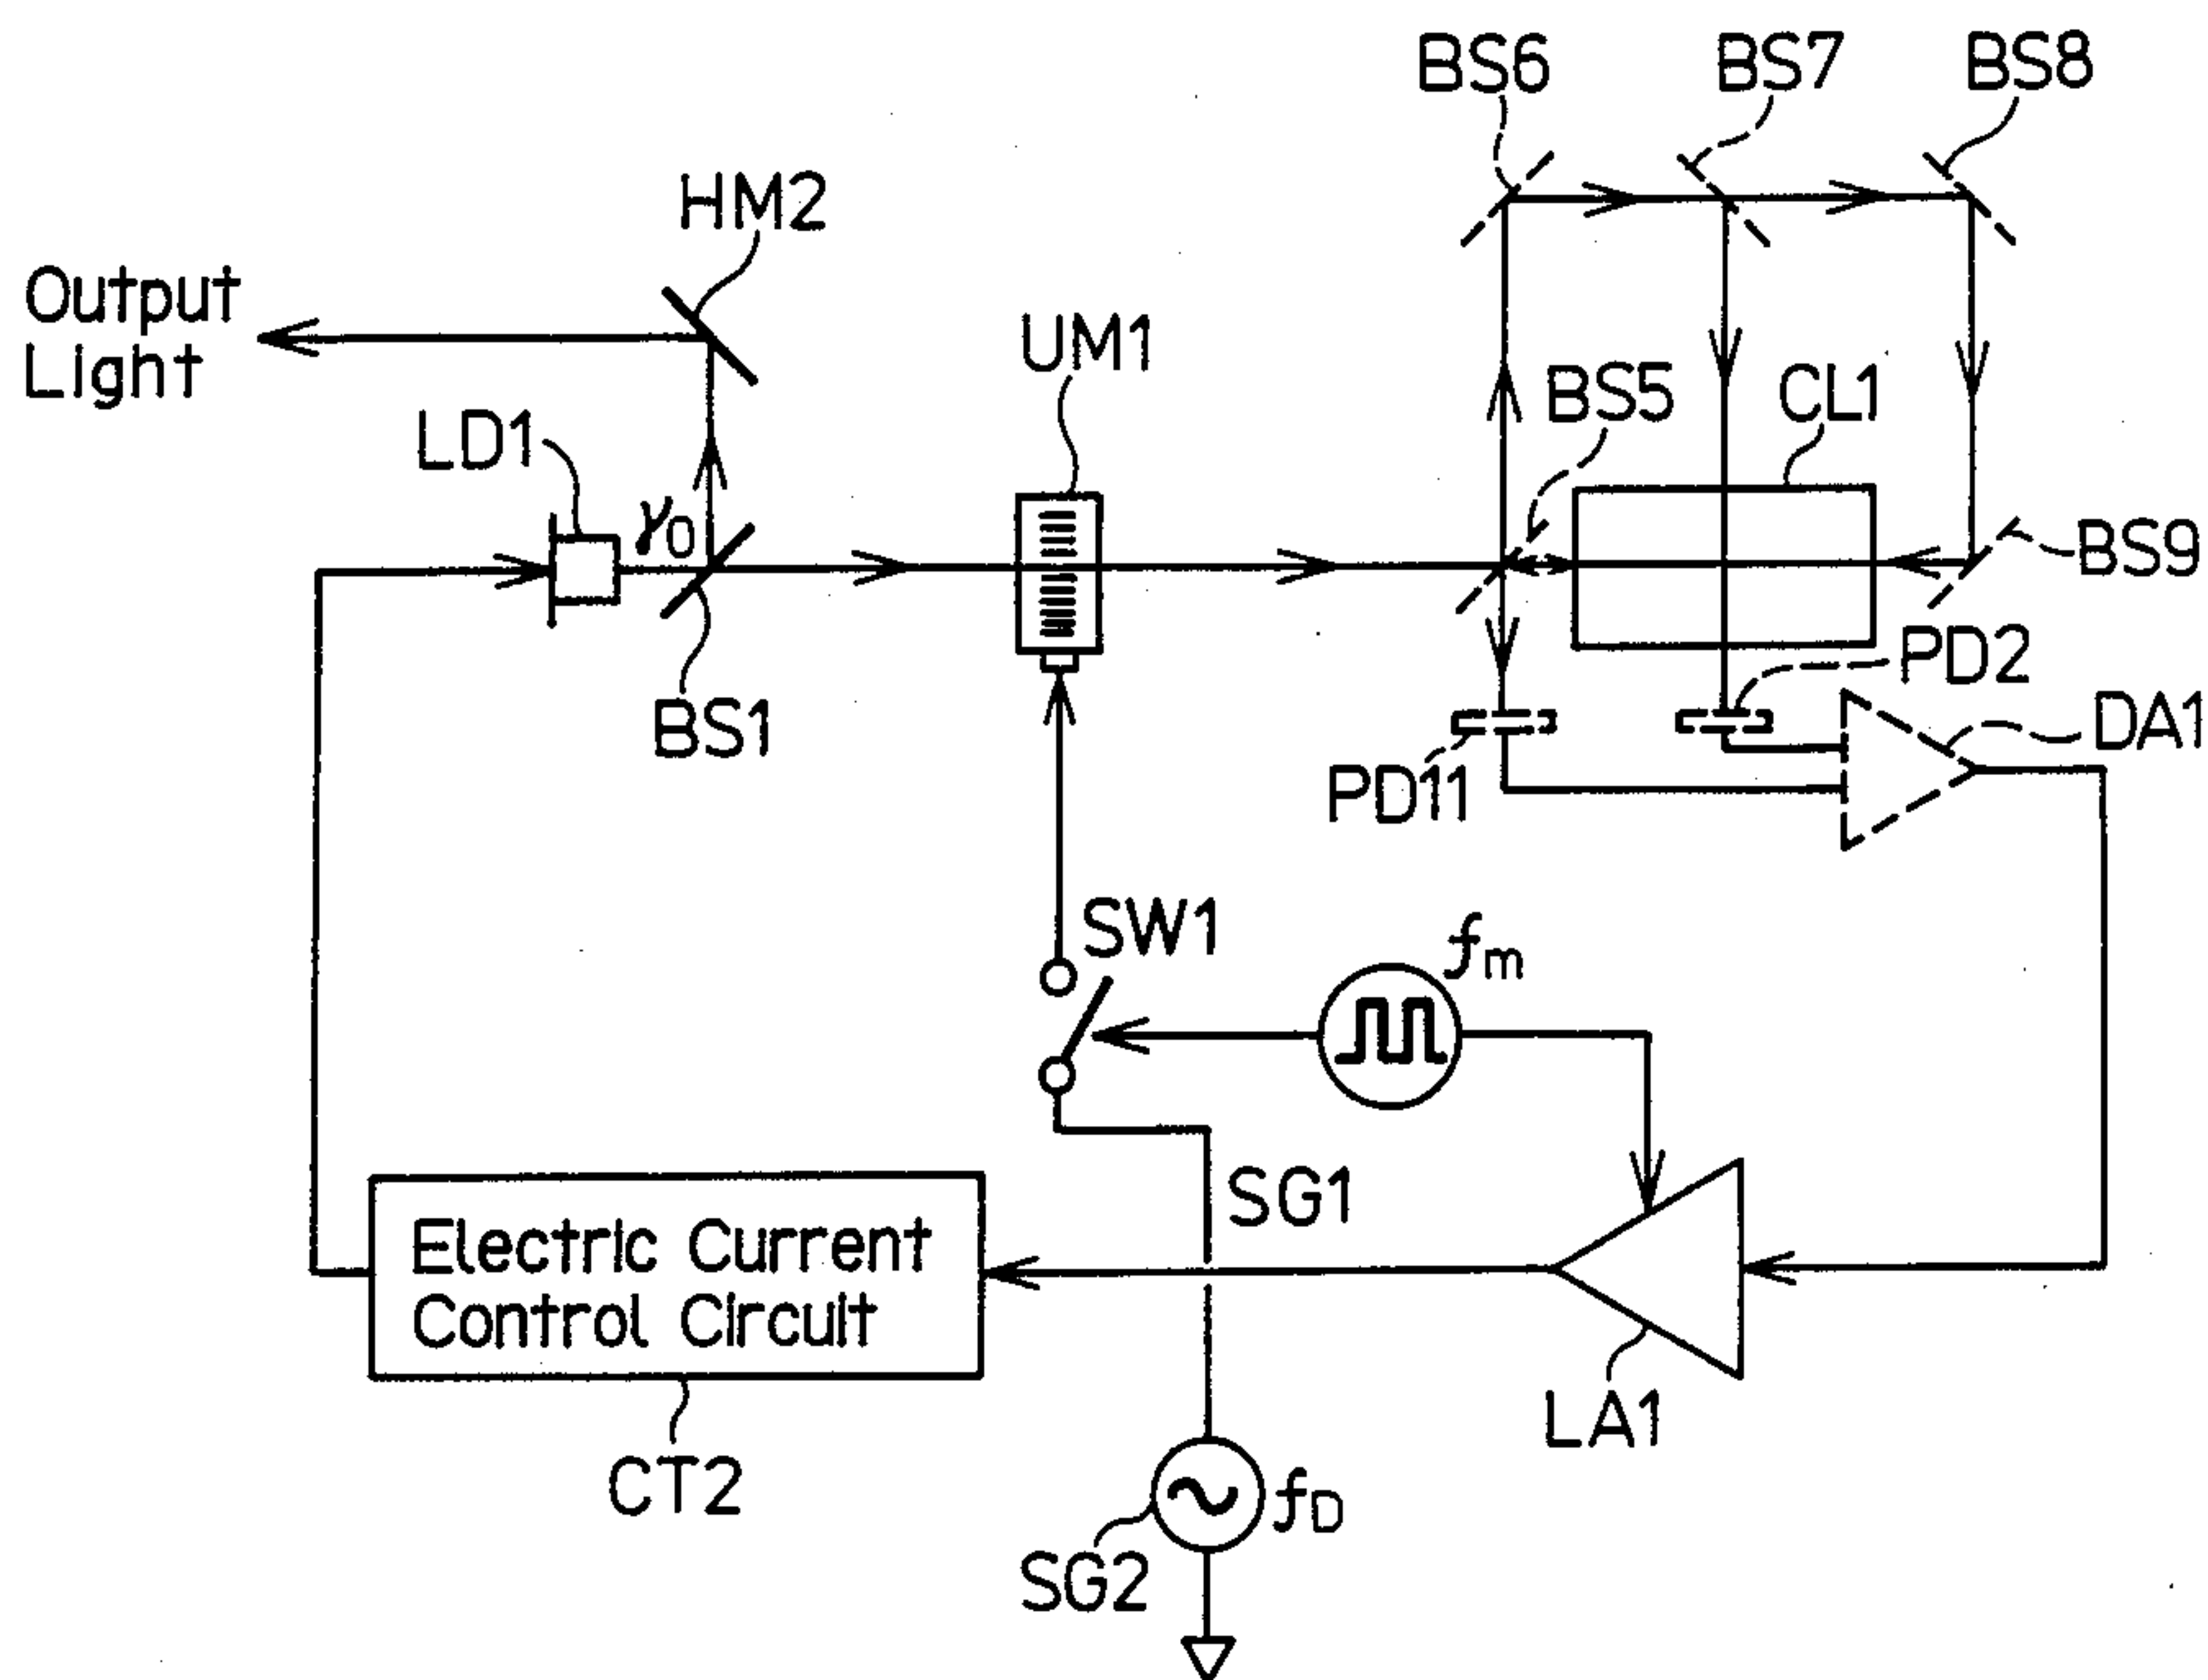 BS6
BS7
BS8
HM2
Output
Light
UM1
LD1
BS5
CL1
γ0
BS9
BS1
PD2
PD11
DA1
SW1
fm
SG1
Electric Current
Control Circuit
LA1
CT2
fD
SG2